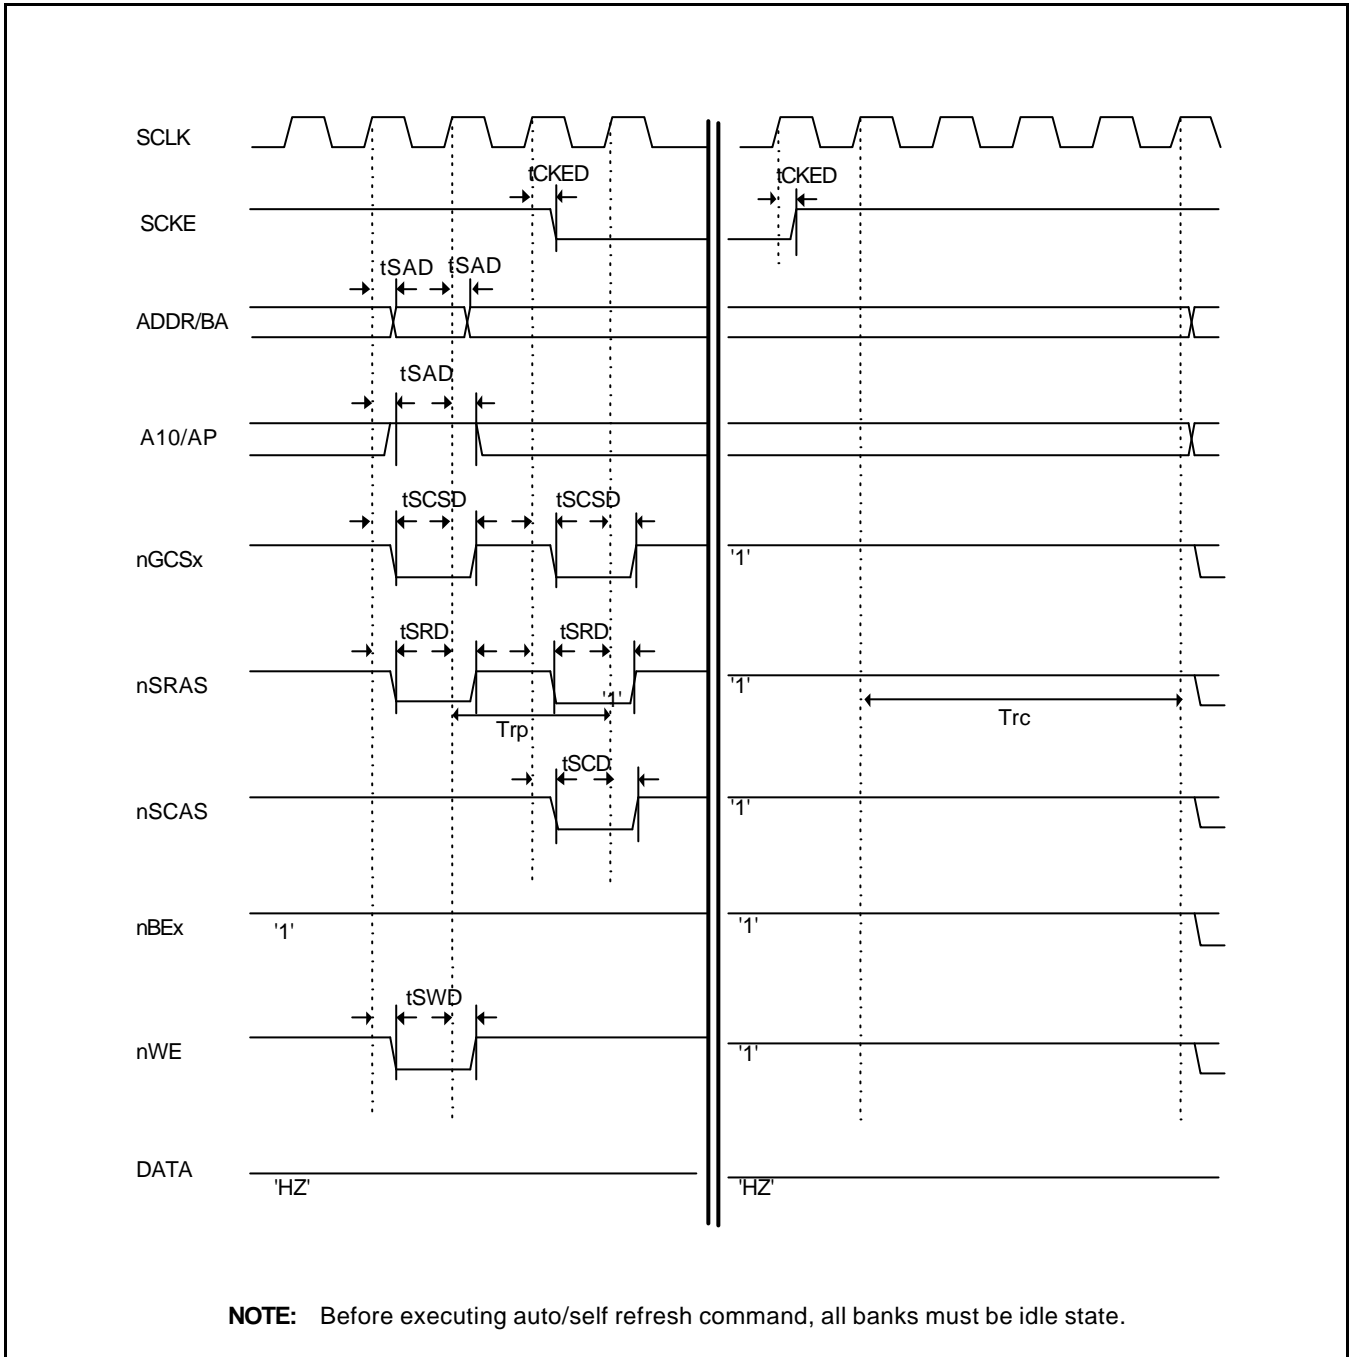 SCLK
tCKED tCKED
SCKE
tSAD tSAD
ADDR/BA
tSAD
A10/AP
tSCSD tSCSD
nGCSx '1'
tSRD tSRD
nSRAS '1' '1'
Trp Trc
tSCD
nSCAS '1'
nBEx '1' '1'
tSWD
nWE '1'
DATA 'HZ' 'HZ'
NOTE: Before executing auto/self refresh command, all banks must be idle state.